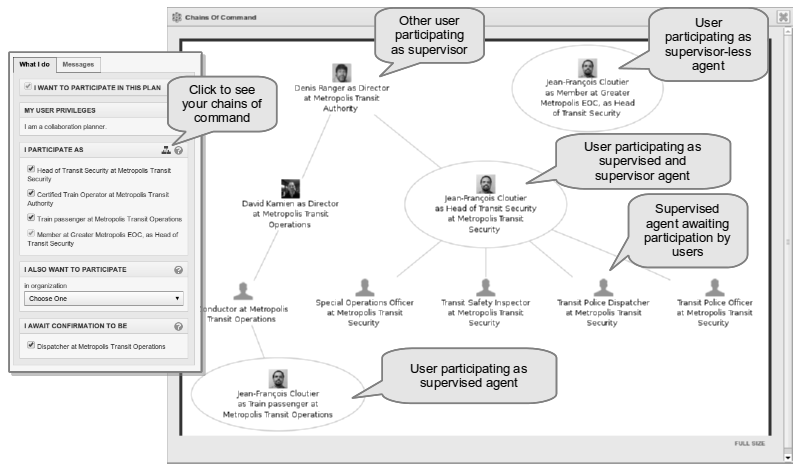 Chains Of Command
What I do
Messages
I WANT TO PARTICIPATE IN THIS PLAN
MY USER PRIVILEGES
I am a collaboration planner.
I PARTICIPATE AS
Head of Transit Security at Metropolis Transit
Security
Certified Train Operator at Metropolis Transit
Authority
Train passenger at Metropolis Transit Operations
Member at Greater Metropolis EOC, as Head of
Transit Security
I ALSO WANT TO PARTICIPATE
in organization
Choose One
I AWAIT CONFIRMATION TO BE
Dispatcher at Metropolis Transit Operations
Click to see
your chains of
command
Other user
participating
as supervisor
User
participating as
supervisor-less
agent
Denis Ranger as Director
at Metropolis Transit
Authority
Jean-François Cloutier
as Member at Greater
Metropolis EOC, as Head
of Transit Security
User participating as
supervised and
supervisor agent
David Kamien as Director
at Metropolis Transit
Operations
Jean-François Cloutier
as Head of Transit Security
at Metropolis Transit
Security
Supervised
agent awaiting
participation by
users
onductor at Metropolis
Transit Operations
Special Operations Officer
at Metropolis Transit
Security
Transit Safety Inspector
at Metropolis Transit
Security
Transit Police Dispatcher
at Metropolis Transit
Security
Transit Police Officer
at Metropolis Transit
Security
Jean-François Cloutier
as Train passenger at
Metropolis Transit Operations
User participating as
supervised agent
FULL SIZE